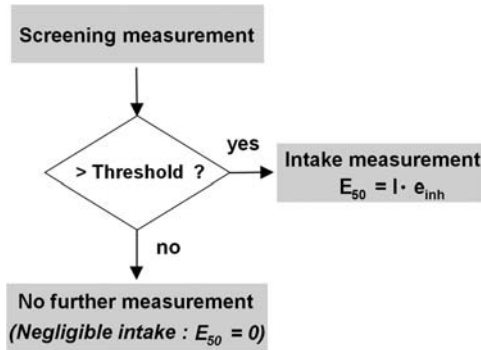 Screening measurement
> Threshold ?
yes
Intake measurement
E50 = I · einh
no
No further measurement
(Negligible intake : E50 = 0)